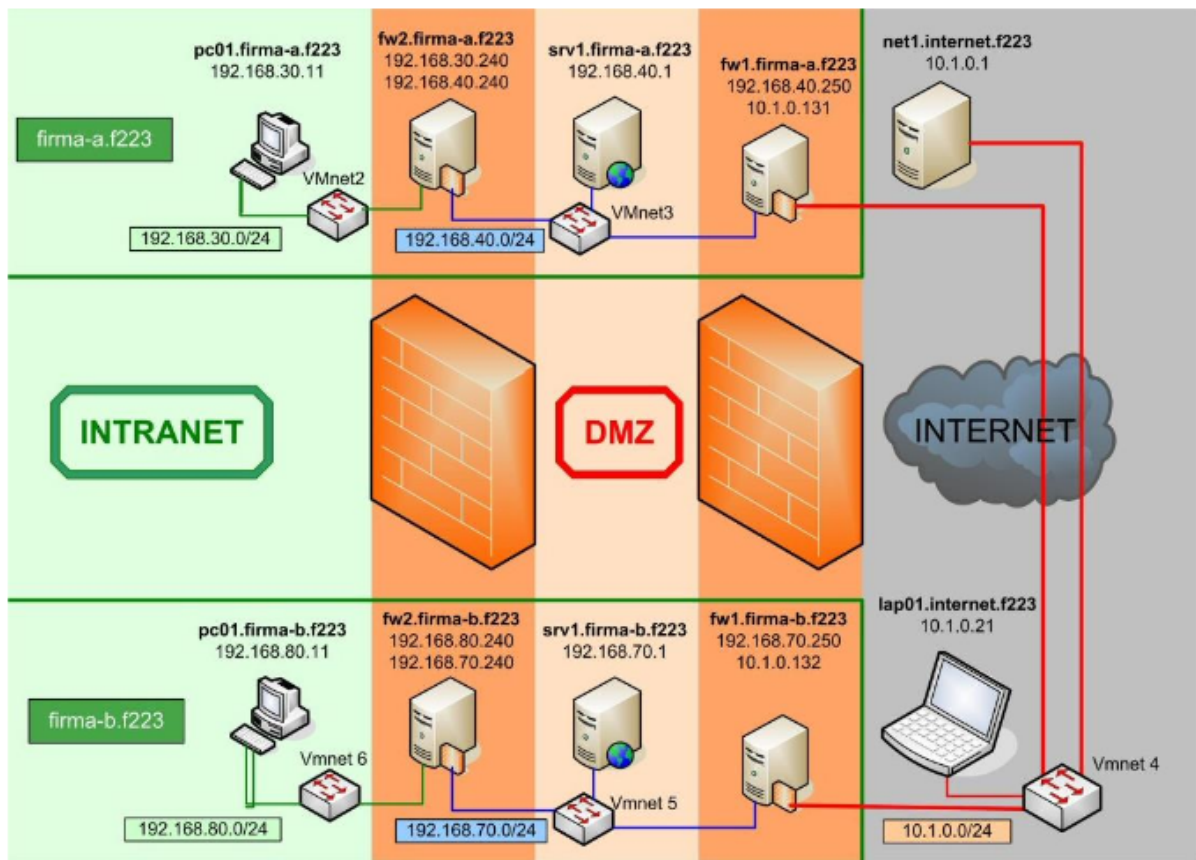 pc01.firma-a.f223
192.168.30.11
fw2.firma-a.f223
192.168.30.240
192.168.40.240
srv1.firma-a.f223
192.168.40.1
fw1.firma-a.f223
192.168.40.250
10.1.0.131
net1.internet.f223
10.1.0.1
firma-a.f223
VMnet2
VMnet3
192.168.30.0/24
192.168.40.0/24
INTRANET
DMZ
INTERNET
pc01.firma-b.f223
192.168.80.11
fw2.firma-b.f223
192.168.80.240
192.168.70.240
srv1.firma-b.f223
192.168.70.1
fw1.firma-b.f223
192.168.70.250
10.1.0.132
lap01.internet.f223
10.1.0.21
firma-b.f223
Vmnet 6
Vmnet 5
Vmnet 4
192.168.80.0/24
192.168.70.0/24
10.1.0.0/24